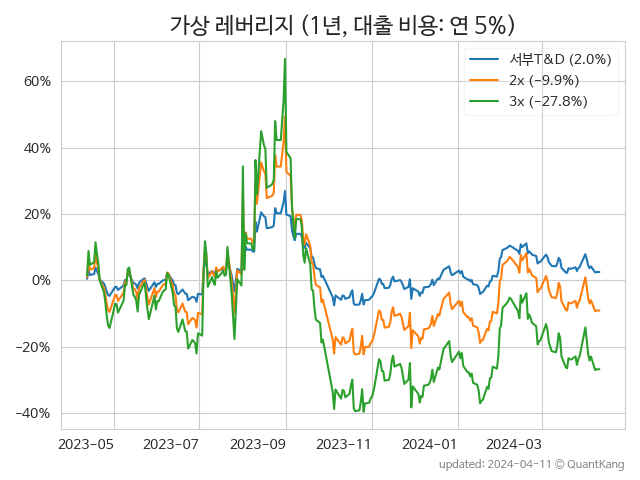 가상 레버리지 (1년, 대출 비용: 연 5%)
서부T&D (2.0%)
2x (−9.9%)
3x (−27.8%)
60%
40%
20%
0%
−20%
−40%
2023-05 2023-07 2023-09 2023-11 2024-01 2024-03
updated: 2024-04-11 © QuantKang